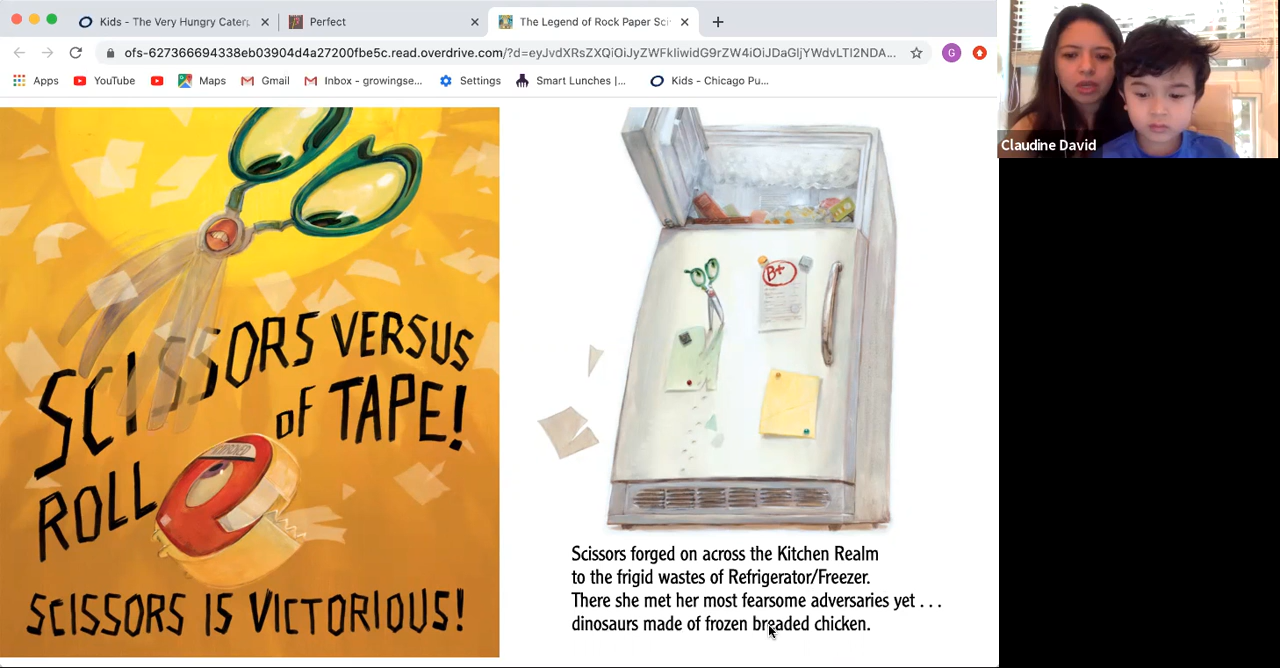 Kids - The Very Hungry Caterp
Perfect
The Legend of Rock Paper Sci
ofs-627366694338eb03904d4a27200fbe5c.read.overdrive.com/?d=eyJvdXRsZXQiOiJyZWFkIiwidG9rZW4iOiJDaGljYWdvLTI2NDA...
G
Apps
YouTube
Maps
Gmail
Inbox - growingse...
Settings
Smart Lunches |...
Kids - Chicago Pu...
Claudine David
SCISSORS VERSUS
ROLL OF TAPE!
SCISSORS IS VICTORIOUS!
B+
Scissors forged on across the Kitchen Realm
to the frigid wastes of Refrigerator/Freezer.
There she met her most fearsome adversaries yet . . .
dinosaurs made of frozen breaded chicken.